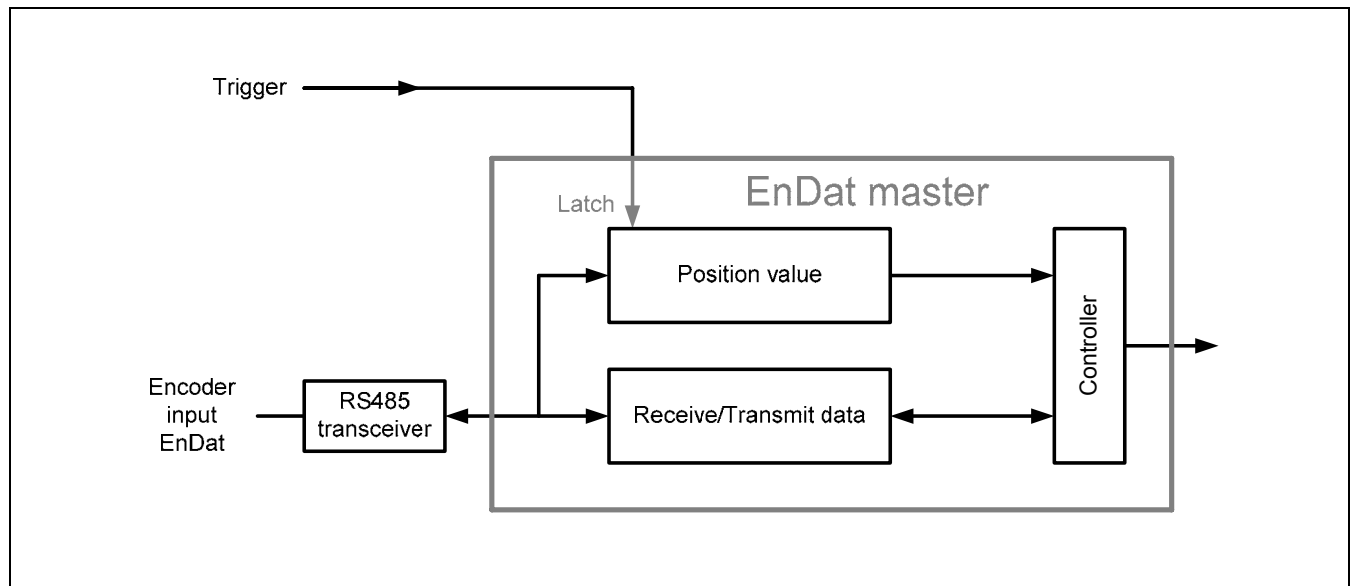 Trigger
EnDat master
Latch
Position value
Controller
Encoder
input
EnDat
RS485
transceiver
Receive/Transmit data